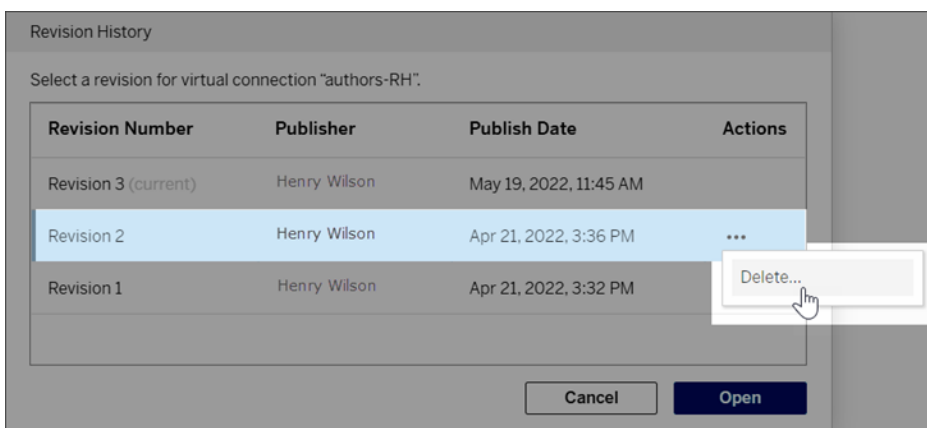 Revision History
Select a revision for virtual connection “authors-RH”.
Revision Number Publisher Publish Date Actions
Revision 3 (current) Henry Wilson May 19, 2022, 11:45 AM
Revision 2 Henry Wilson Apr 21, 2022, 3:36 PM ...
Delete...
Revision 1 Henry Wilson Apr 21, 2022, 3:32 PM
Cancel Open